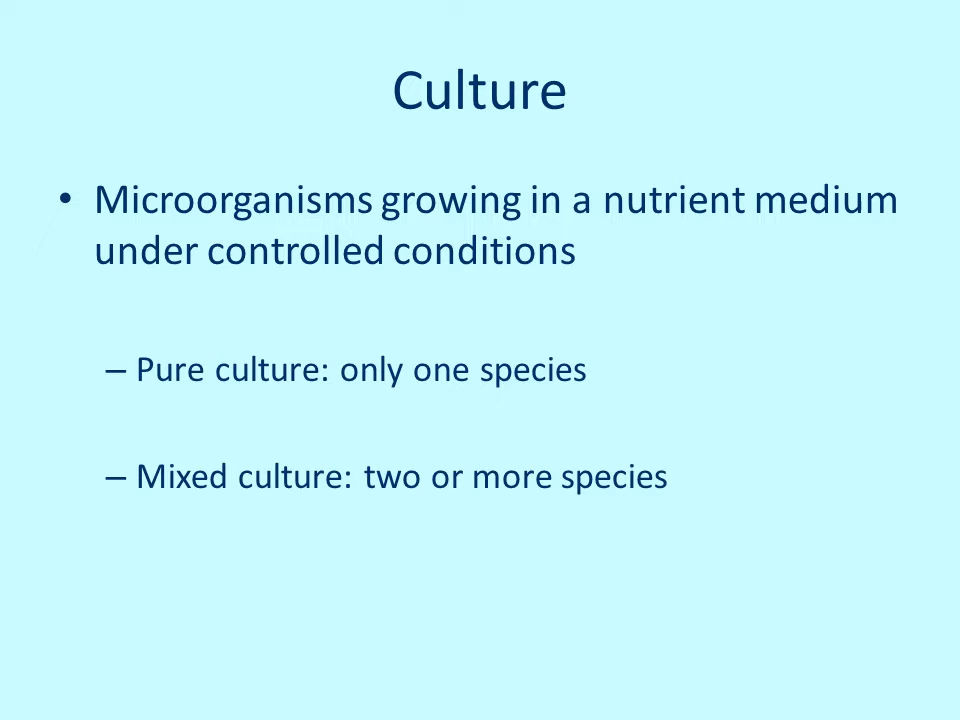 Culture
• Microorganisms growing in a nutrient medium
under controlled conditions
– Pure culture: only one species
– Mixed culture: two or more species